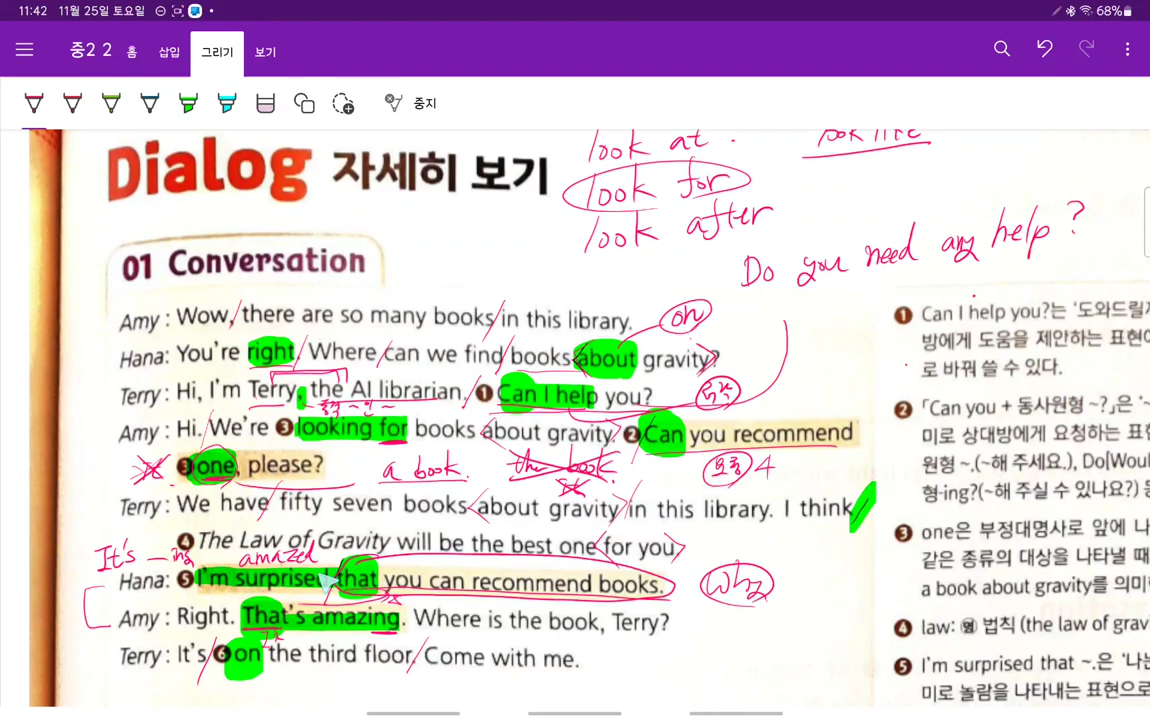 11:42 11월 25일 토요일 68%
중2 2 홈 삽입 그리기 보기
중지
look at.
look like
look for
look after
Dialog 자세히 보기
Do you need any help?
01 Conversation
Amy : Wow, there are so many books in this library.
on
Hana: You're right. Where can we find books about gravity?
Terry: Hi, I'm Terry, the AI librarian. ❶ Can I help you?
Amy : Hi. We're ❸ looking for books about gravity. ❷ Can you recommend
❸ one, please?
a book.
the book
요청 4
Terry: We have fifty seven books about gravity in this library. I think
❹ The Law of Gravity will be the best one for you.
It's -ing amazed
Hana: ❺ I'm surprised that you can recommend books.
why
Amy : Right. That's amazing. Where is the book, Terry?
Terry: It's ❻ on the third floor. Come with me.
❶ Can I help you?는 '도와드릴
방에게 도움을 제안하는 표현
로 바꿔 쓸 수 있다.
❷ 「Can you + 동사원형 ~?」은 '
미로 상대방에게 요청하는 표현
원형 ~.(~해 주세요.), Do[Would
형-ing?(~해 주실 수 있나요?) 등
❸ one은 부정대명사로 앞에 나
같은 종류의 대상을 나타낼 때
a book about gravity를 의미
❹ law: 명 법칙 (the law of grav
❺ I'm surprised that ~.은 '나는
미로 놀람을 나타내는 표현으로